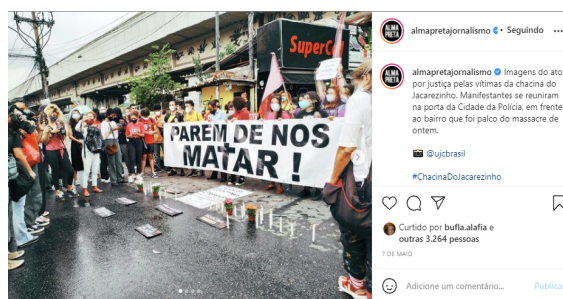 ALMA
PRETA
almapretajornalismo • Seguindo ...
SuperC
PAREM DE NOS
MATAR!
ALMA
PRETA
almapretajornalismo Imagens do ato
por justiça pelas vítimas da chacina do
Jacarezinho. Manifestantes se reuniram
na porta da Cidade da Polícia, em frente
ao bairro que foi palco do massacre de
ontem.
📸 @ujcbrasil
#ChacinaDoJacarezinho
Curtido por bufla.alafia e
outras 3.264 pessoas
7 DE MAIO
Adicione um comentário... Publica